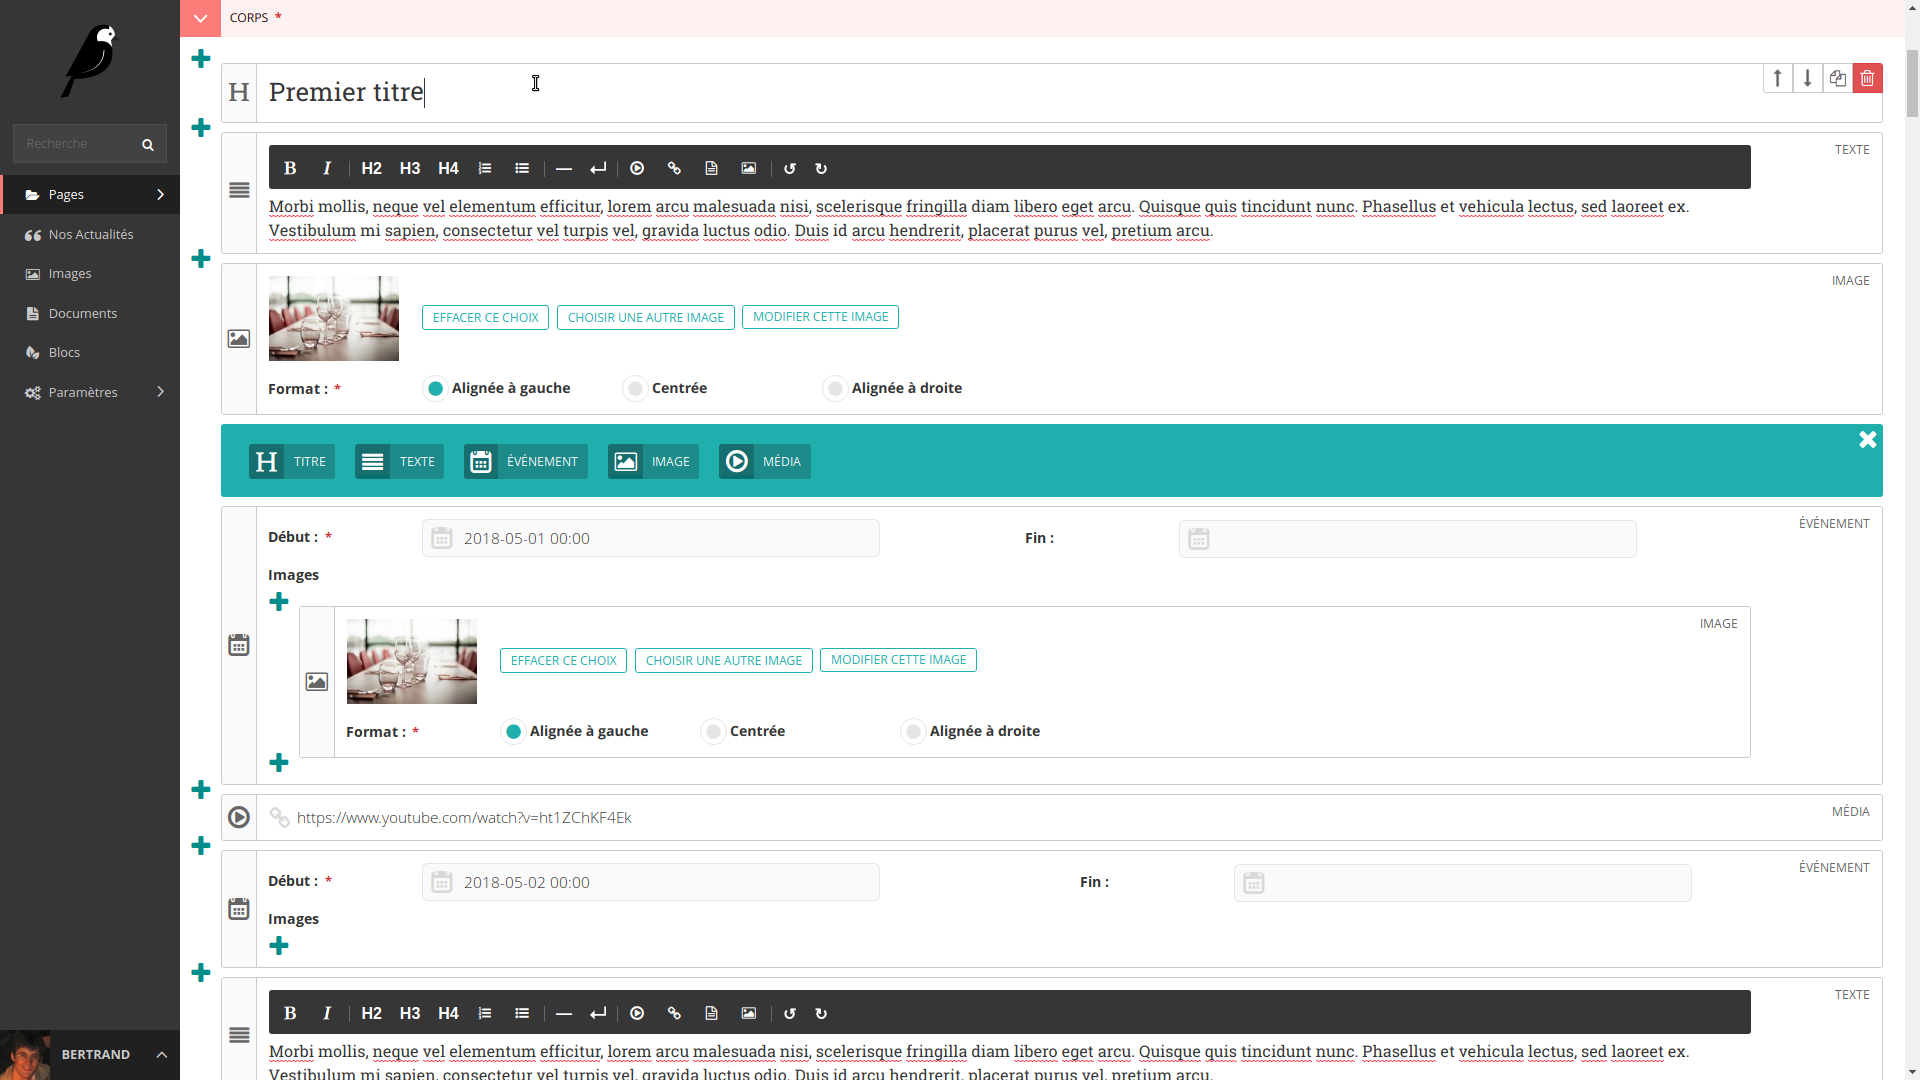 CORPS *
Recherche
Pages
Nos Actualités
Images
Documents
Blocs
Paramètres
BERTRAND
H Premier titre
TEXTE
B I H2 H3 H4
Morbi mollis, neque vel elementum efficitur, lorem arcu malesuada nisi, scelerisque fringilla diam libero eget arcu. Quisque quis tincidunt nunc. Phasellus et vehicula lectus, sed laoreet ex.
Vestibulum mi sapien, consectetur vel turpis vel, gravida luctus odio. Duis id arcu hendrerit, placerat purus vel, pretium arcu.
IMAGE
EFFACER CE CHOIX CHOISIR UNE AUTRE IMAGE MODIFIER CETTE IMAGE
Format : * Alignée à gauche Centrée Alignée à droite
H TITRE TEXTE ÉVÉNEMENT IMAGE MÉDIA
ÉVÉNEMENT
Début : * 2018-05-01 00:00 Fin :
Images
IMAGE
EFFACER CE CHOIX CHOISIR UNE AUTRE IMAGE MODIFIER CETTE IMAGE
Format : * Alignée à gauche Centrée Alignée à droite
https://www.youtube.com/watch?v=ht1ZChKF4Ek MÉDIA
ÉVÉNEMENT
Début : * 2018-05-02 00:00 Fin :
Images
TEXTE
B I H2 H3 H4
Morbi mollis, neque vel elementum efficitur, lorem arcu malesuada nisi, scelerisque fringilla diam libero eget arcu. Quisque quis tincidunt nunc. Phasellus et vehicula lectus, sed laoreet ex.
Vestibulum mi sapien, consectetur vel turpis vel, gravida luctus odio. Duis id arcu hendrerit, placerat purus vel, pretium arcu.